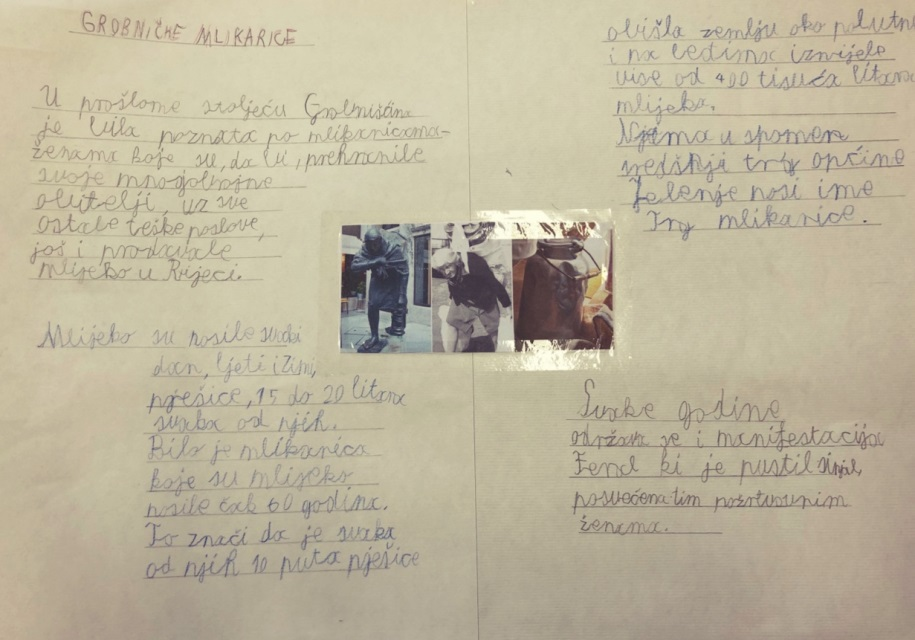 GROBNIČKE MLIKARICE
U prošlome stoljeću Grobnišćina
je bila poznata po mlikaricama-
ženama koje su, da bi, prehranile
svoje mnogobrojne
obitelji, uz sve
ostale teške poslove,
još i prodavale
mlijeko u Rijeci.
Mlijeko su nosile svaki
dan, ljeti i zimi,
pješice, 15 do 20 litara
svaka od njih.
Bilo je mlikarica
koje su mlijeko
nosile čak 60 godina.
To znači da je svaka
od njih 10 puta pješice
obišla zemlju oko polutn
i na leđima iznijele
više od 400 tisuća litara
mlijeka.
Njima u spomen
središnji trg općine
Jelenje nosi ime
Trg mlikarice.
Svake godine
održava se i manifestacija
Fend ki je pustil
posvećena tim požrtvovnim
ženama.